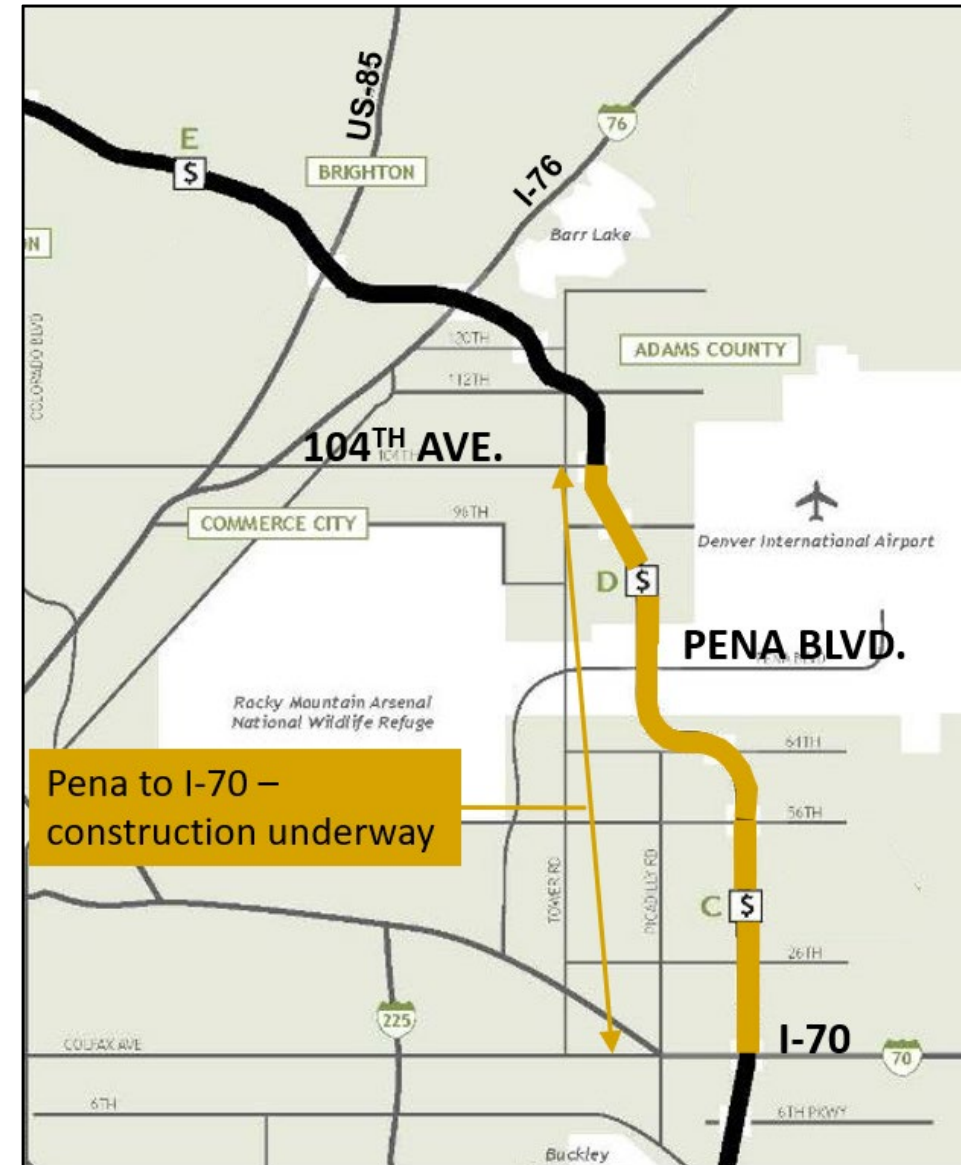 US-85
E
$
BRIGHTON
76
I-76
Barr Lake
COLORADO BLVD
120TH
ADAMS COUNTY
112TH
104TH AVE.
104TH
COMMERCE CITY
96TH
Denver International Airport
D
$
PENA BLVD.
PENA BLVD
Rocky Mountain Arsenal
National Wildlife Refuge
64TH
Pena to I-70 –
construction underway
56TH
TOWER RD
PICADILLY RD
C
$
26TH
225
I-70
COLFAX AVE
70
6TH
6TH PKWY
Buckley